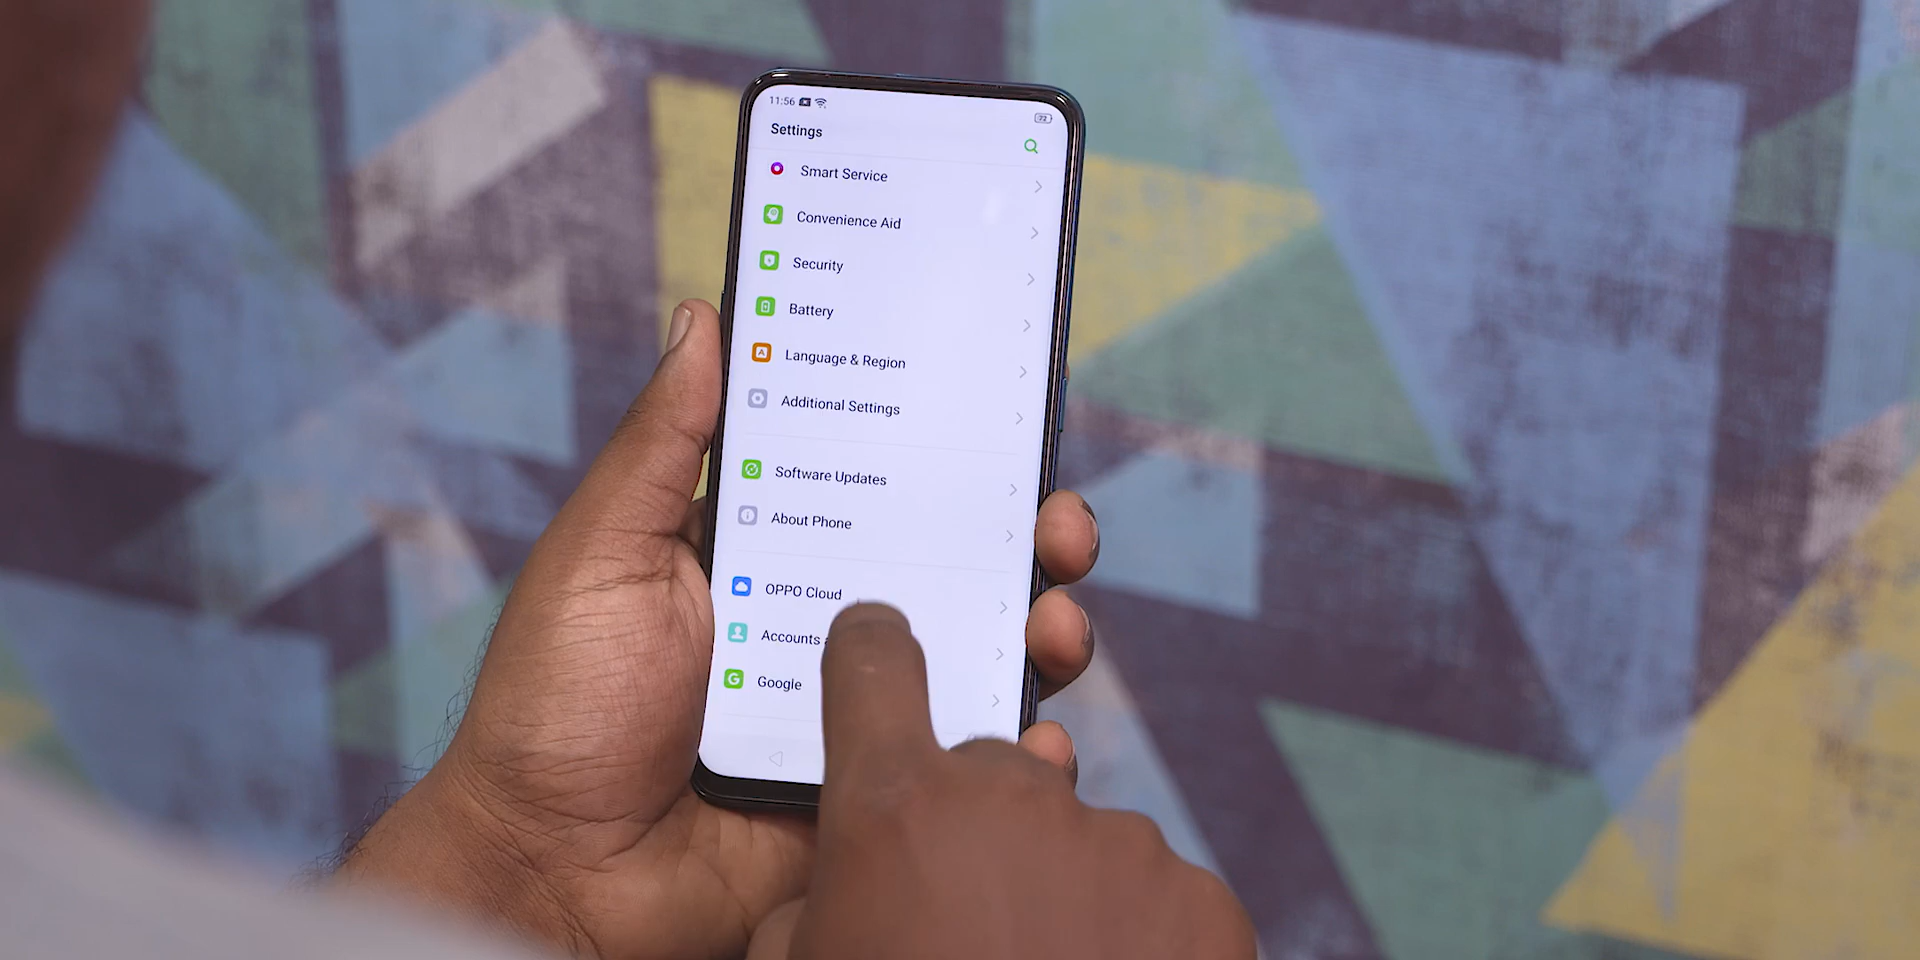 11:56
72
Settings
Smart Service
Convenience Aid
Security
Battery
Language & Region
Additional Settings
Software Updates
About Phone
OPPO Cloud
Accounts
Google